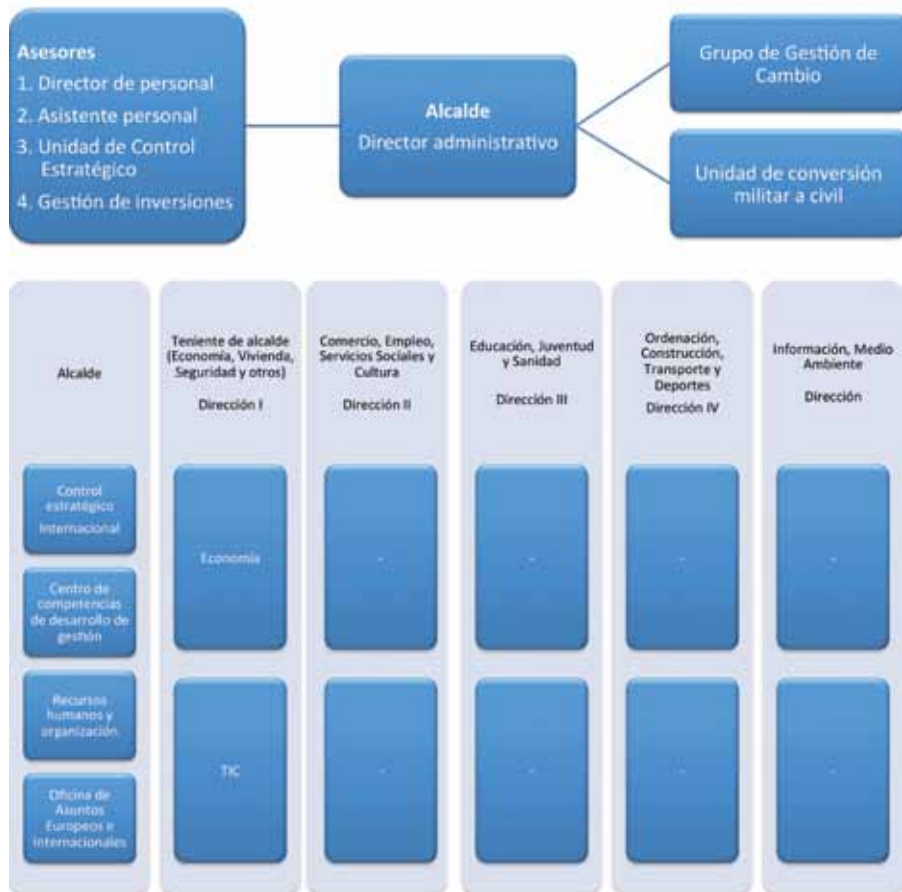 Asesores
1. Director de personal
2. Asistente personal
3. Unidad de Control
Estratégico
4. Gestión de inversiones
Alcalde
Director administrativo
Grupo de Gestión de
Cambio
Unidad de conversión
militar a civil
Alcalde
Control
estratégico
Internacional
Centro de
competencias
de desarrollo de
gestión
Recursos
humanos y
organización
Oficina de
Asuntos
Europeos e
Internacionales
Teniente de alcalde
(Economía, Vivienda,
Seguridad y otros)
Dirección I
Economía
TIC
Comercio, Empleo,
Servicios Sociales y
Cultura
Dirección II
-
-
Educación, Juventud
y Sanidad
Dirección III
-
-
Ordenación,
Construcción,
Transporte y
Deportes
Dirección IV
-
-
Información, Medio
Ambiente
Dirección
-
-